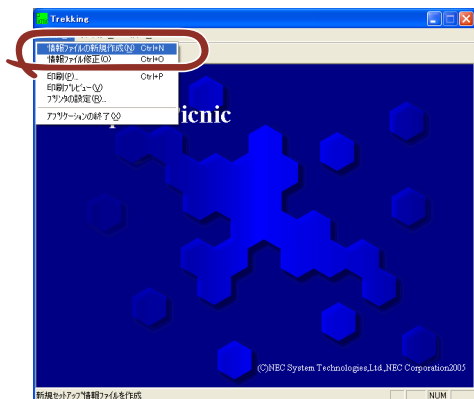 Trekking
情報ファイルの新規作成(N) Ctrl+N
情報ファイル修正(O) Ctrl+O
印刷(P)... Ctrl+P
印刷プレビュー(V)
プリンタの設定(R)...
アプリケーションの終了(X)
icnic
(C)NEC System Technologies,Ltd.,NEC Corporation2005
新規セットアップ情報ファイルを作成
NUM